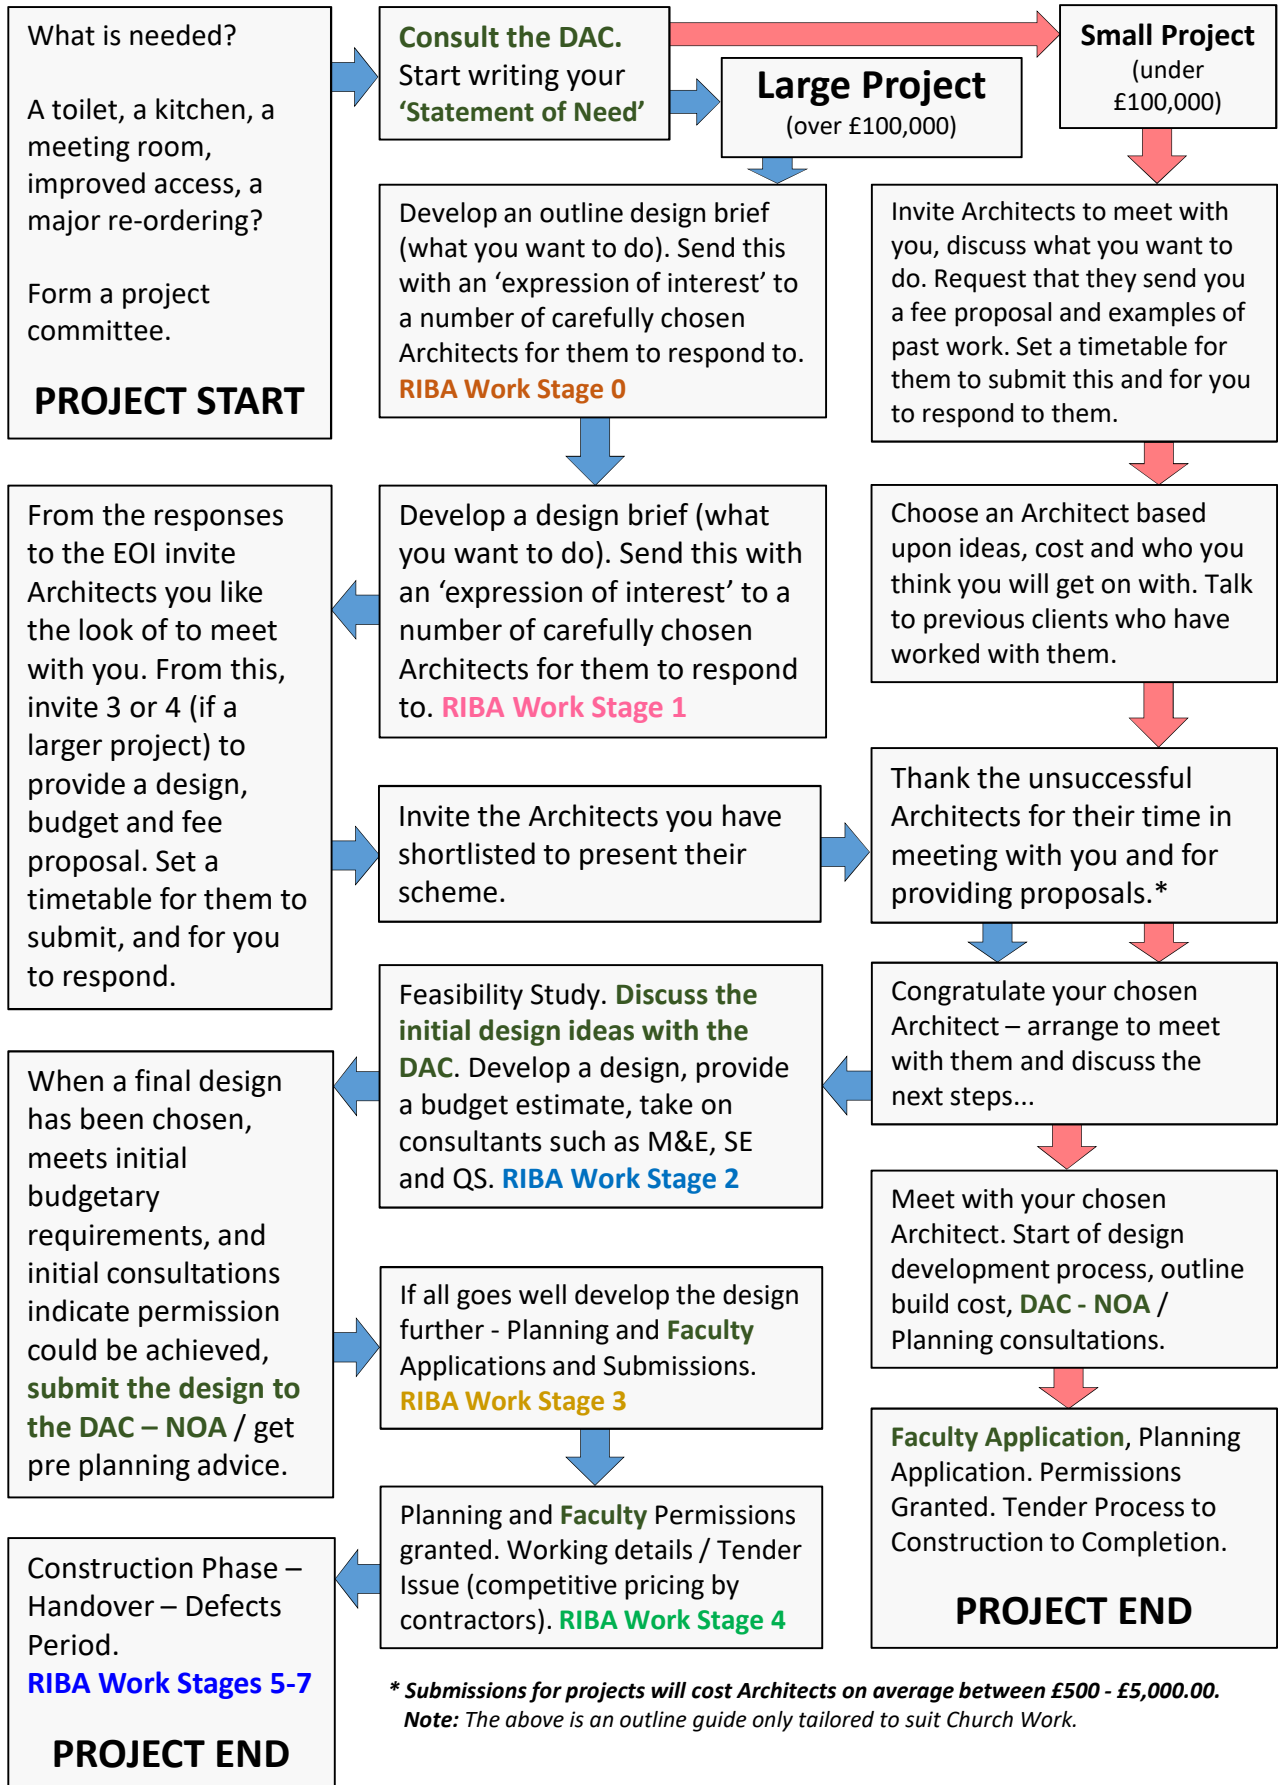 What is needed?
A toilet, a kitchen, a
meeting room,
improved access, a
major re-ordering?
Form a project
committee.
PROJECT START
Consult the DAC.
Start writing your
‘Statement of Need’
Large Project
(over £100,000)
Small Project
(under
£100,000)
Develop an outline design brief
(what you want to do). Send this
with an ‘expression of interest’ to
a number of carefully chosen
Architects for them to respond to.
RIBA Work Stage 0
Invite Architects to meet with
you, discuss what you want to
do. Request that they send you
a fee proposal and examples of
past work. Set a timetable for
them to submit this and for you
to respond to them.
From the responses
to the EOI invite
Architects you like
the look of to meet
with you. From this,
invite 3 or 4 (if a
larger project) to
provide a design,
budget and fee
proposal. Set a
timetable for them to
submit, and for you
to respond.
Develop a design brief (what
you want to do). Send this with
an ‘expression of interest’ to a
number of carefully chosen
Architects for them to respond
to. RIBA Work Stage 1
Choose an Architect based
upon ideas, cost and who you
think you will get on with. Talk
to previous clients who have
worked with them.
Invite the Architects you have
shortlisted to present their
scheme.
Thank the unsuccessful
Architects for their time in
meeting with you and for
providing proposals.*
Feasibility Study. Discuss the
initial design ideas with the
DAC. Develop a design, provide
a budget estimate, take on
consultants such as M&E, SE
and QS. RIBA Work Stage 2
Congratulate your chosen
Architect – arrange to meet
with them and discuss the
next steps...
When a final design
has been chosen,
meets initial
budgetary
requirements, and
initial consultations
indicate permission
could be achieved,
submit the design to
the DAC – NOA / get
pre planning advice.
Meet with your chosen
Architect. Start of design
development process, outline
build cost, DAC - NOA /
Planning consultations.
If all goes well develop the design
further - Planning and Faculty
Applications and Submissions.
RIBA Work Stage 3
Faculty Application, Planning
Application. Permissions
Granted. Tender Process to
Construction to Completion.
PROJECT END
Planning and Faculty Permissions
granted. Working details / Tender
Issue (competitive pricing by
contractors). RIBA Work Stage 4
Construction Phase –
Handover – Defects
Period.
RIBA Work Stages 5-7
PROJECT END
* Submissions for projects will cost Architects on average between £500 - £5,000.00.
Note: The above is an outline guide only tailored to suit Church Work.